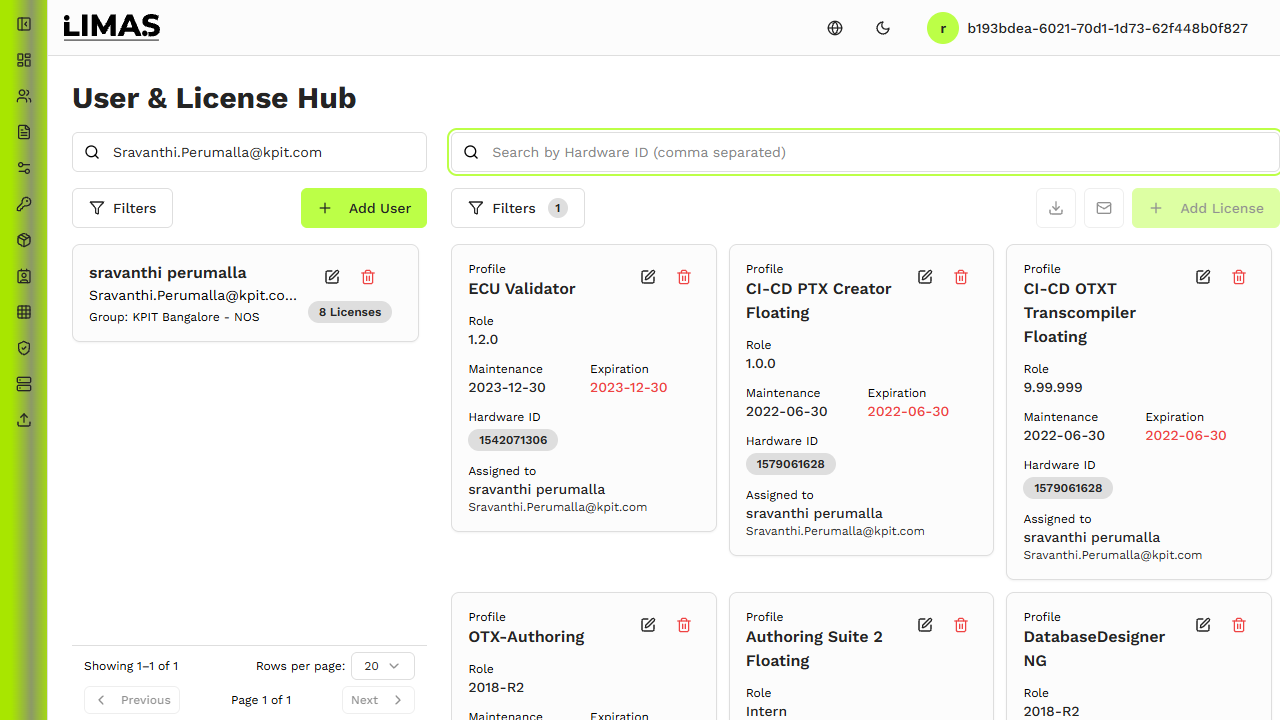 LIMAS
r
b193bdea-6021-70d1-1d73-62f448b0f827
User & License Hub
Sravanthi.Perumalla@kpit.com
Search by Hardware ID (comma separated)
Filters
Add User
Filters
1
Add License
sravanthi perumalla
Sravanthi.Perumalla@kpit.co...
Group: KPIT Bangalore - NOS
8 Licenses
Showing 1–1 of 1
Rows per page:
20
Previous
Page 1 of 1
Next
Profile
ECU Validator
Role
1.2.0
Maintenance
2023-12-30
Expiration
2023-12-30
Hardware ID
1542071306
Assigned to
sravanthi perumalla
Sravanthi.Perumalla@kpit.com
Profile
CI-CD PTX Creator
Floating
Role
1.0.0
Maintenance
2022-06-30
Expiration
2022-06-30
Hardware ID
1579061628
Assigned to
sravanthi perumalla
Sravanthi.Perumalla@kpit.com
Profile
CI-CD OTXT
Transcompiler
Floating
Role
9.99.999
Maintenance
2022-06-30
Expiration
2022-06-30
Hardware ID
1579061628
Assigned to
sravanthi perumalla
Sravanthi.Perumalla@kpit.com
Profile
OTX-Authoring
Role
2018-R2
Maintenance
Expiration
Profile
Authoring Suite 2
Floating
Role
Intern
Profile
DatabaseDesigner
NG
Role
2018-R2